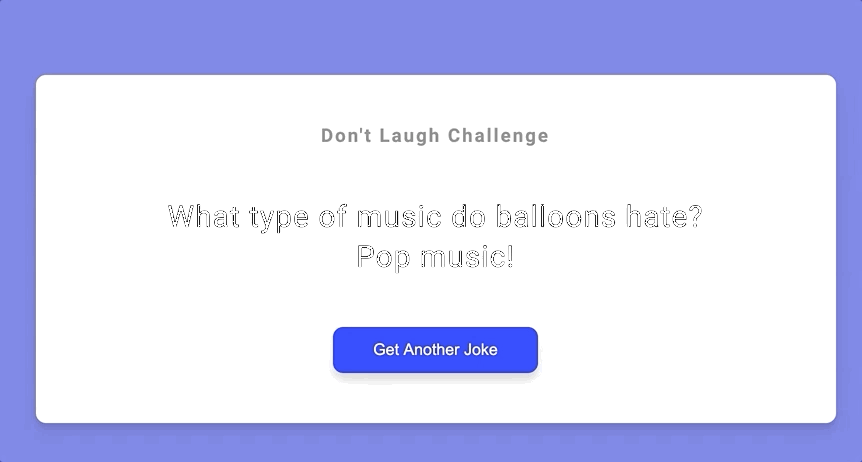 Don't Laugh Challenge
What type of music do balloons hate?
Pop music!
Get Another Joke